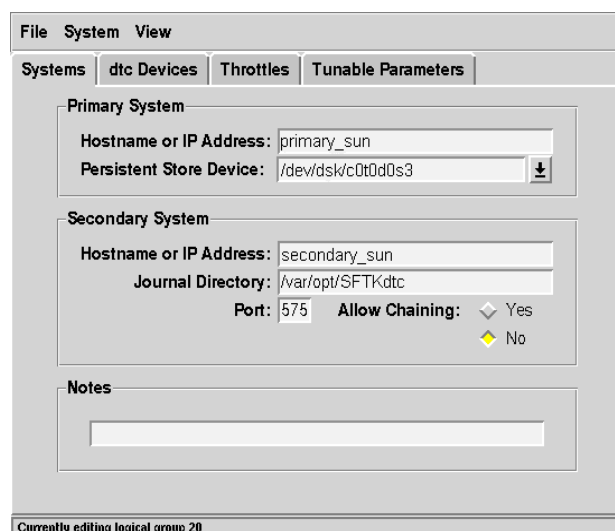 File System View
Systems dtc Devices Throttles Tunable Parameters
Primary System
Hostname or IP Address: primary_sun
Persistent Store Device: /dev/dsk/c0t0d0s3
Secondary System
Hostname or IP Address: secondary_sun
Journal Directory: /var/opt/SFTKdtc
Port: 575 Allow Chaining: Yes
No
Notes
Currently editing logical group 20